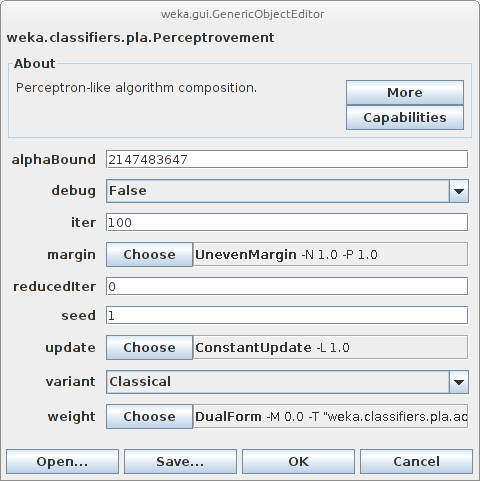 weka.gui.GenericObjectEditor
weka.classifiers.pla.Perceptrovement
About
Perceptron-like algorithm composition.
More
Capabilities
alphaBound 2147483647
debug False
iter 100
margin Choose UnevenMargin -N 1.0 -P 1.0
reducedIter 0
seed 1
update Choose ConstantUpdate -L 1.0
variant Classical
weight Choose DualForm -M 0.0 -T "weka.classifiers.pla.ac
Open... Save... OK Cancel